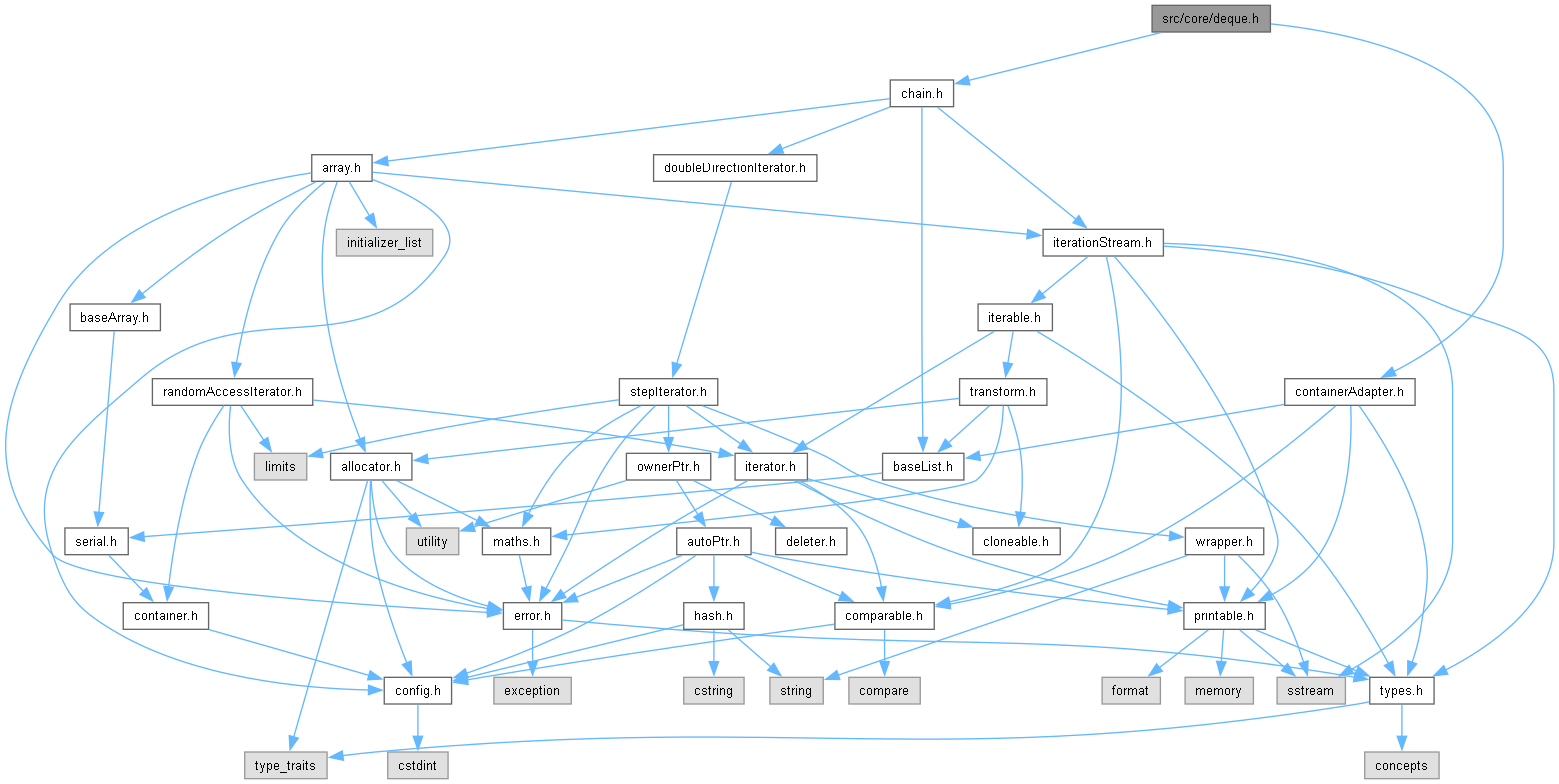 src/core/deque.h
chain.h
array.h
doubleDirectionIterator.h
initializer_list
iterationStream.h
baseArray.h
iterable.h
randomAccessIterator.h
stepIterator.h
transform.h
containerAdapter.h
limits
allocator.h
ownerPtr.h
iterator.h
baseList.h
serial.h
utility
maths.h
autoPtr.h
deleter.h
cloneable.h
wrapper.h
container.h
error.h
hash.h
comparable.h
printable.h
config.h
exception
cstring
string
compare
format
memory
sstream
types.h
type_traits
cstdint
concepts